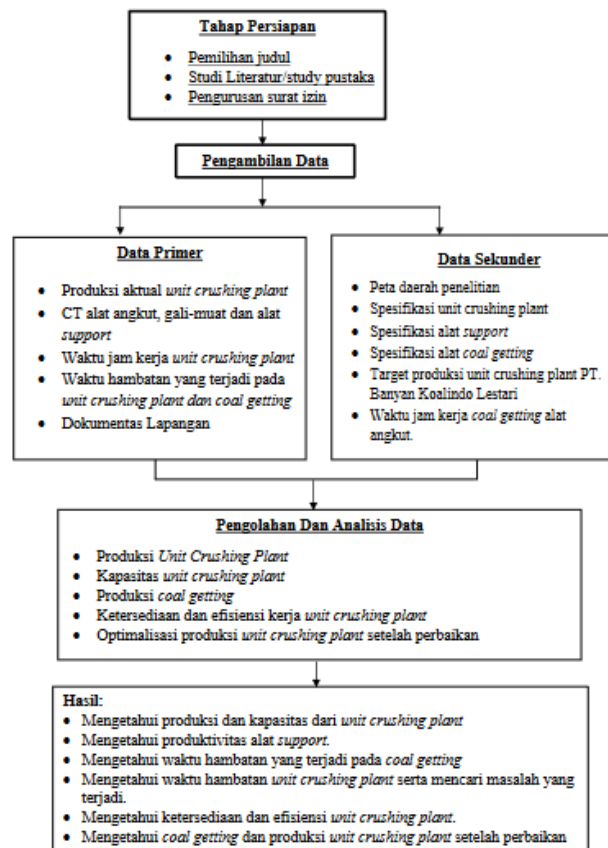 Tahap Persiapan
• Pemilihan judul
• Studi Literatur/study pustaka
• Pengurusan surat izin
Pengambilan Data
Data Primer
• Produksi aktual unit crushing plant
• CT alat angkut, gali-muat dan alat
support
• Waktu jam kerja unit crushing plant
• Waktu hambatan yang terjadi pada
unit crushing plant dan coal getting
• Dokumentas Lapangan
Data Sekunder
• Peta daerah penelitian
• Spesifikasi unit crushing plant
• Spesifikasi alat support
• Spesifikasi alat coal getting
• Target produksi unit crushing plant PT.
Banyan Koalindo Lestari
• Waktu jam kerja coal getting alat
angkut.
Pengolahan Dan Analisis Data
• Produksi Unit Crushing Plant
• Kapasitas unit crushing plant
• Produksi coal getting
• Ketersediaan dan efisiensi kerja unit crushing plant
• Optimalisasi produksi unit crushing plant setelah perbaikan
Hasil:
• Mengetahui produksi dan kapasitas dari unit crushing plant
• Mengetahui produktivitas alat support.
• Mengetahui waktu hambatan yang terjadi pada coal getting
• Mengetahui waktu hambatan unit crushing plant serta mencari masalah yang
terjadi.
• Mengetahui ketersediaan dan efisiensi unit crushing plant.
• Mengetahui coal getting dan produksi unit crushing plant setelah perbaikan